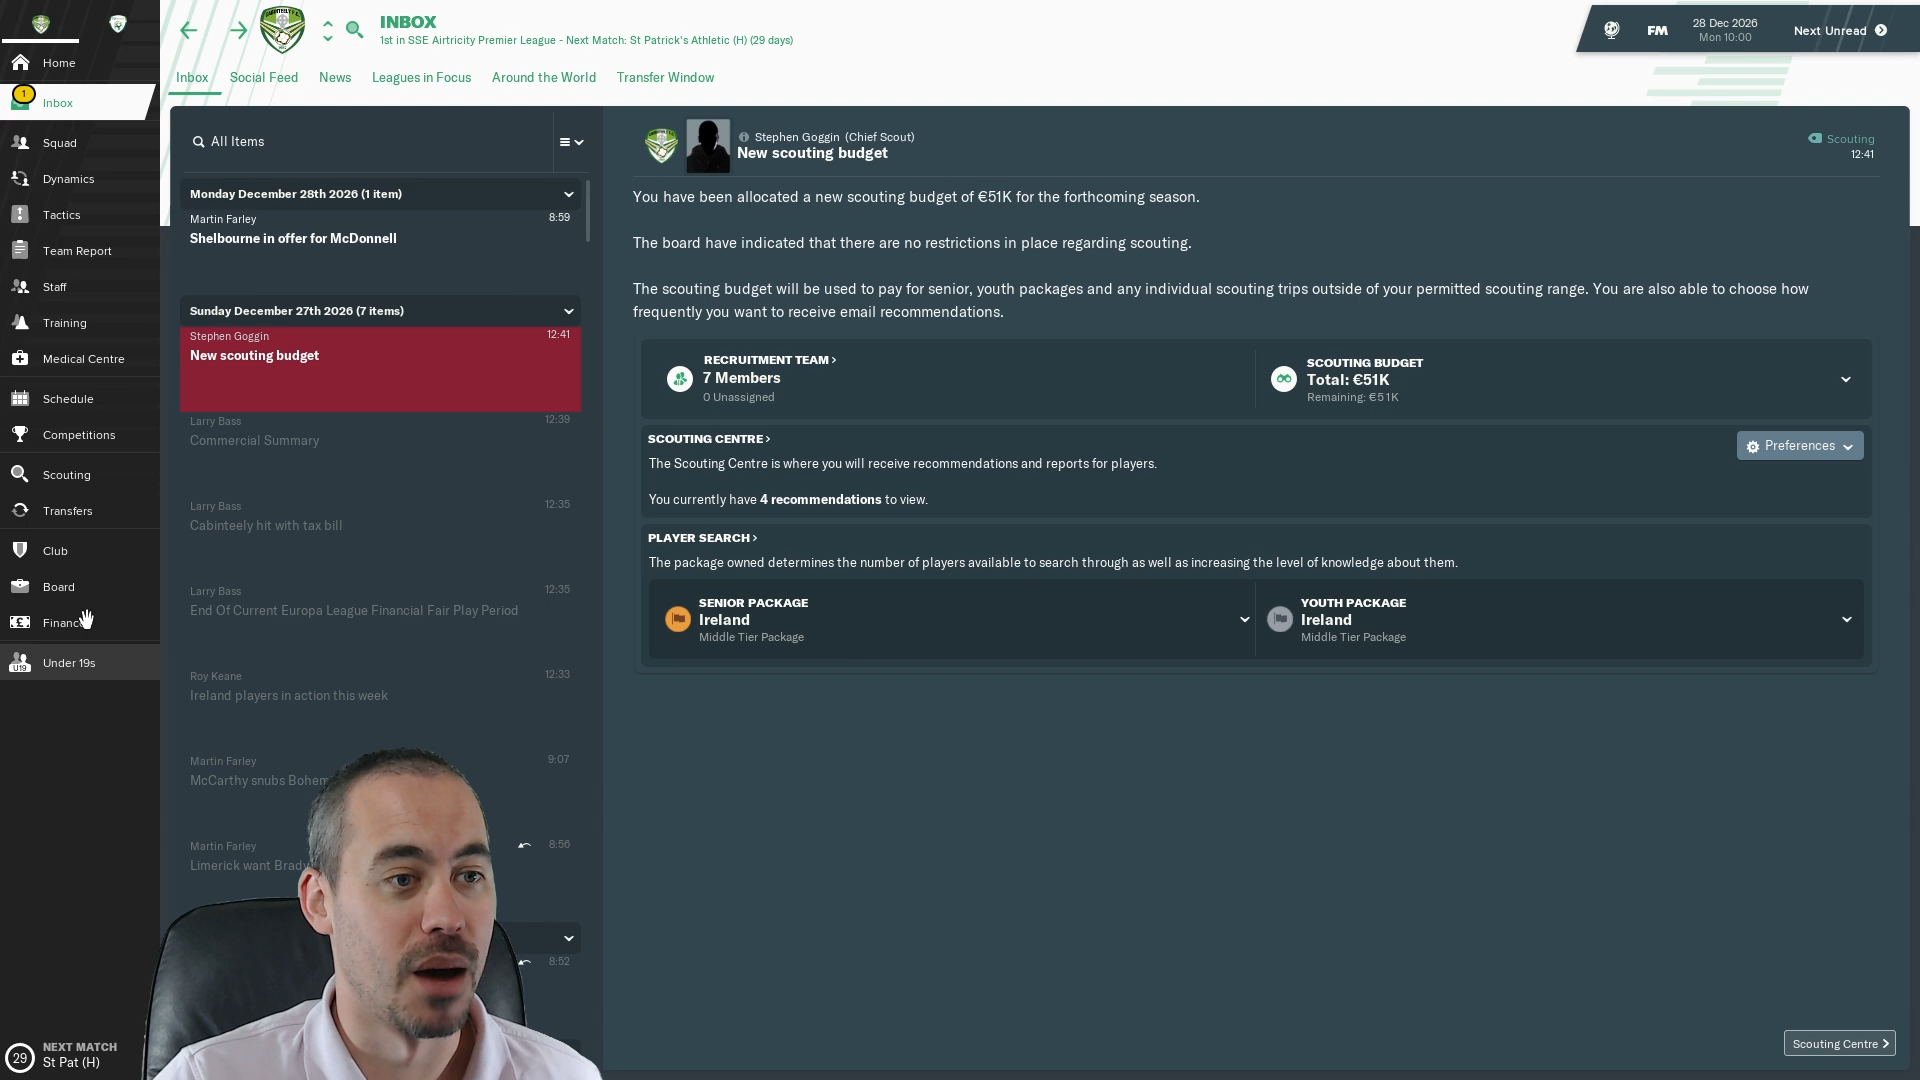 INBOX
1st in SSE Airtricity Premier League - Next Match: St Patrick's Athletic (H) (29 days)
FM
28 Dec 2026
Mon 10:00
Next Unread
Inbox
Social Feed
News
Leagues in Focus
Around the World
Transfer Window
Home
1
Inbox
Squad
Dynamics
Tactics
Team Report
Staff
Training
Medical Centre
Schedule
Competitions
Scouting
Transfers
Club
Board
U19
Under 19s
29
NEXT MATCH
St Pat (H)
All Items
Monday December 28th 2026 (1 item)
Martin Farley
8:59
Shelbourne in offer for McDonnell
Sunday December 27th 2026 (7 items)
Stephen Goggin
12:41
New scouting budget
Larry Bass
12:39
Commercial Summary
Larry Bass
12:35
Cabinteely hit with tax bill
Larry Bass
12:35
End Of Current Europa League Financial Fair Play Period
Roy Keane
12:33
Ireland players in action this week
Martin Farley
9:07
McCarthy snubs
Martin Farley
8:56
Limerick want Brady
8:52
Stephen Goggin (Chief Scout)
New scouting budget
Scouting
12:41
You have been allocated a new scouting budget of €51K for the forthcoming season.
The board have indicated that there are no restrictions in place regarding scouting.
The scouting budget will be used to pay for senior, youth packages and any individual scouting trips outside of your permitted scouting range. You are also able to choose how
frequently you want to receive email recommendations.
RECRUITMENT TEAM >
7 Members
0 Unassigned
SCOUTING BUDGET
Total: €51K
Remaining: €51K
SCOUTING CENTRE >
Preferences
The Scouting Centre is where you will receive recommendations and reports for players.
You currently have 4 recommendations to view.
PLAYER SEARCH >
The package owned determines the number of players available to search through as well as increasing the level of knowledge about them.
SENIOR PACKAGE
Ireland
Middle Tier Package
YOUTH PACKAGE
Ireland
Middle Tier Package
Scouting Centre >